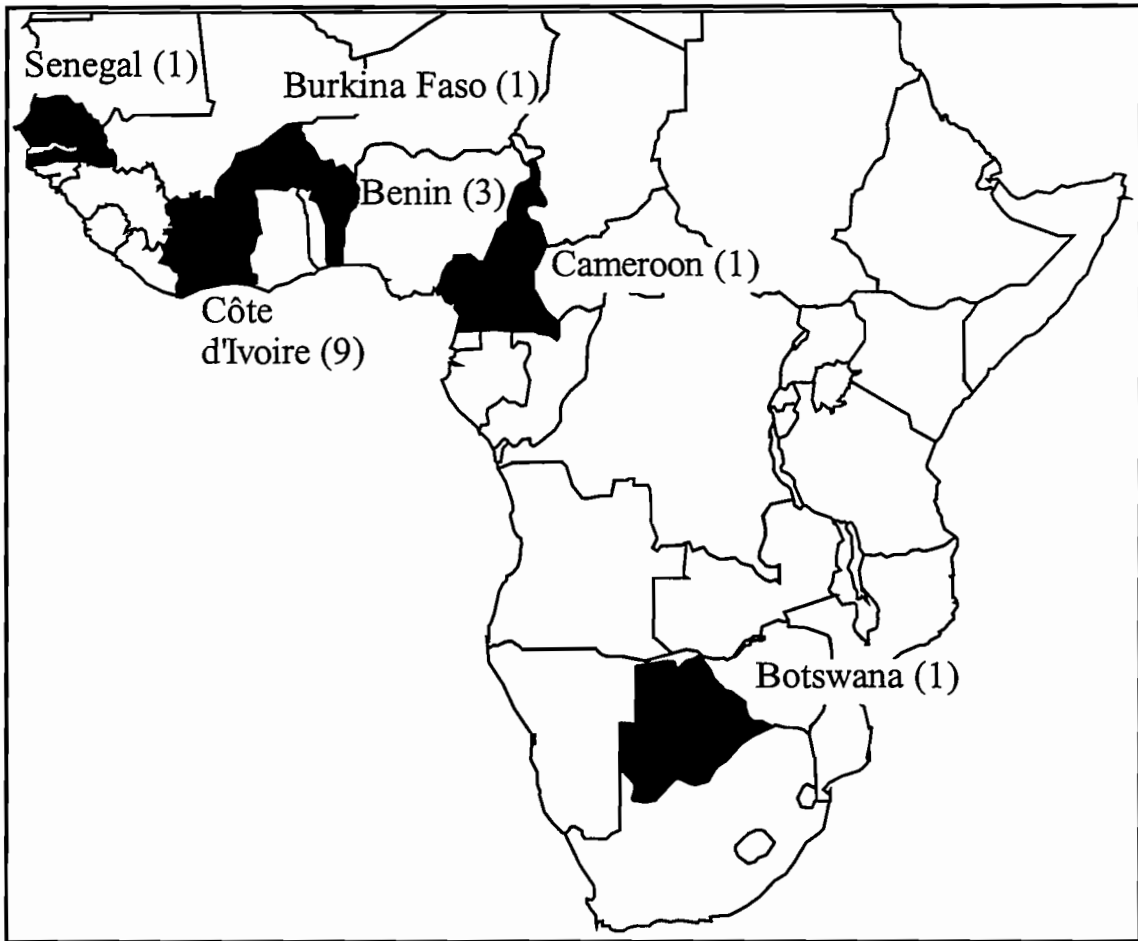 Senegal (1)
Burkina Faso (1)
Benin (3)
Cameroon (1)
Côte
d'Ivoire (9)
Botswana (1)